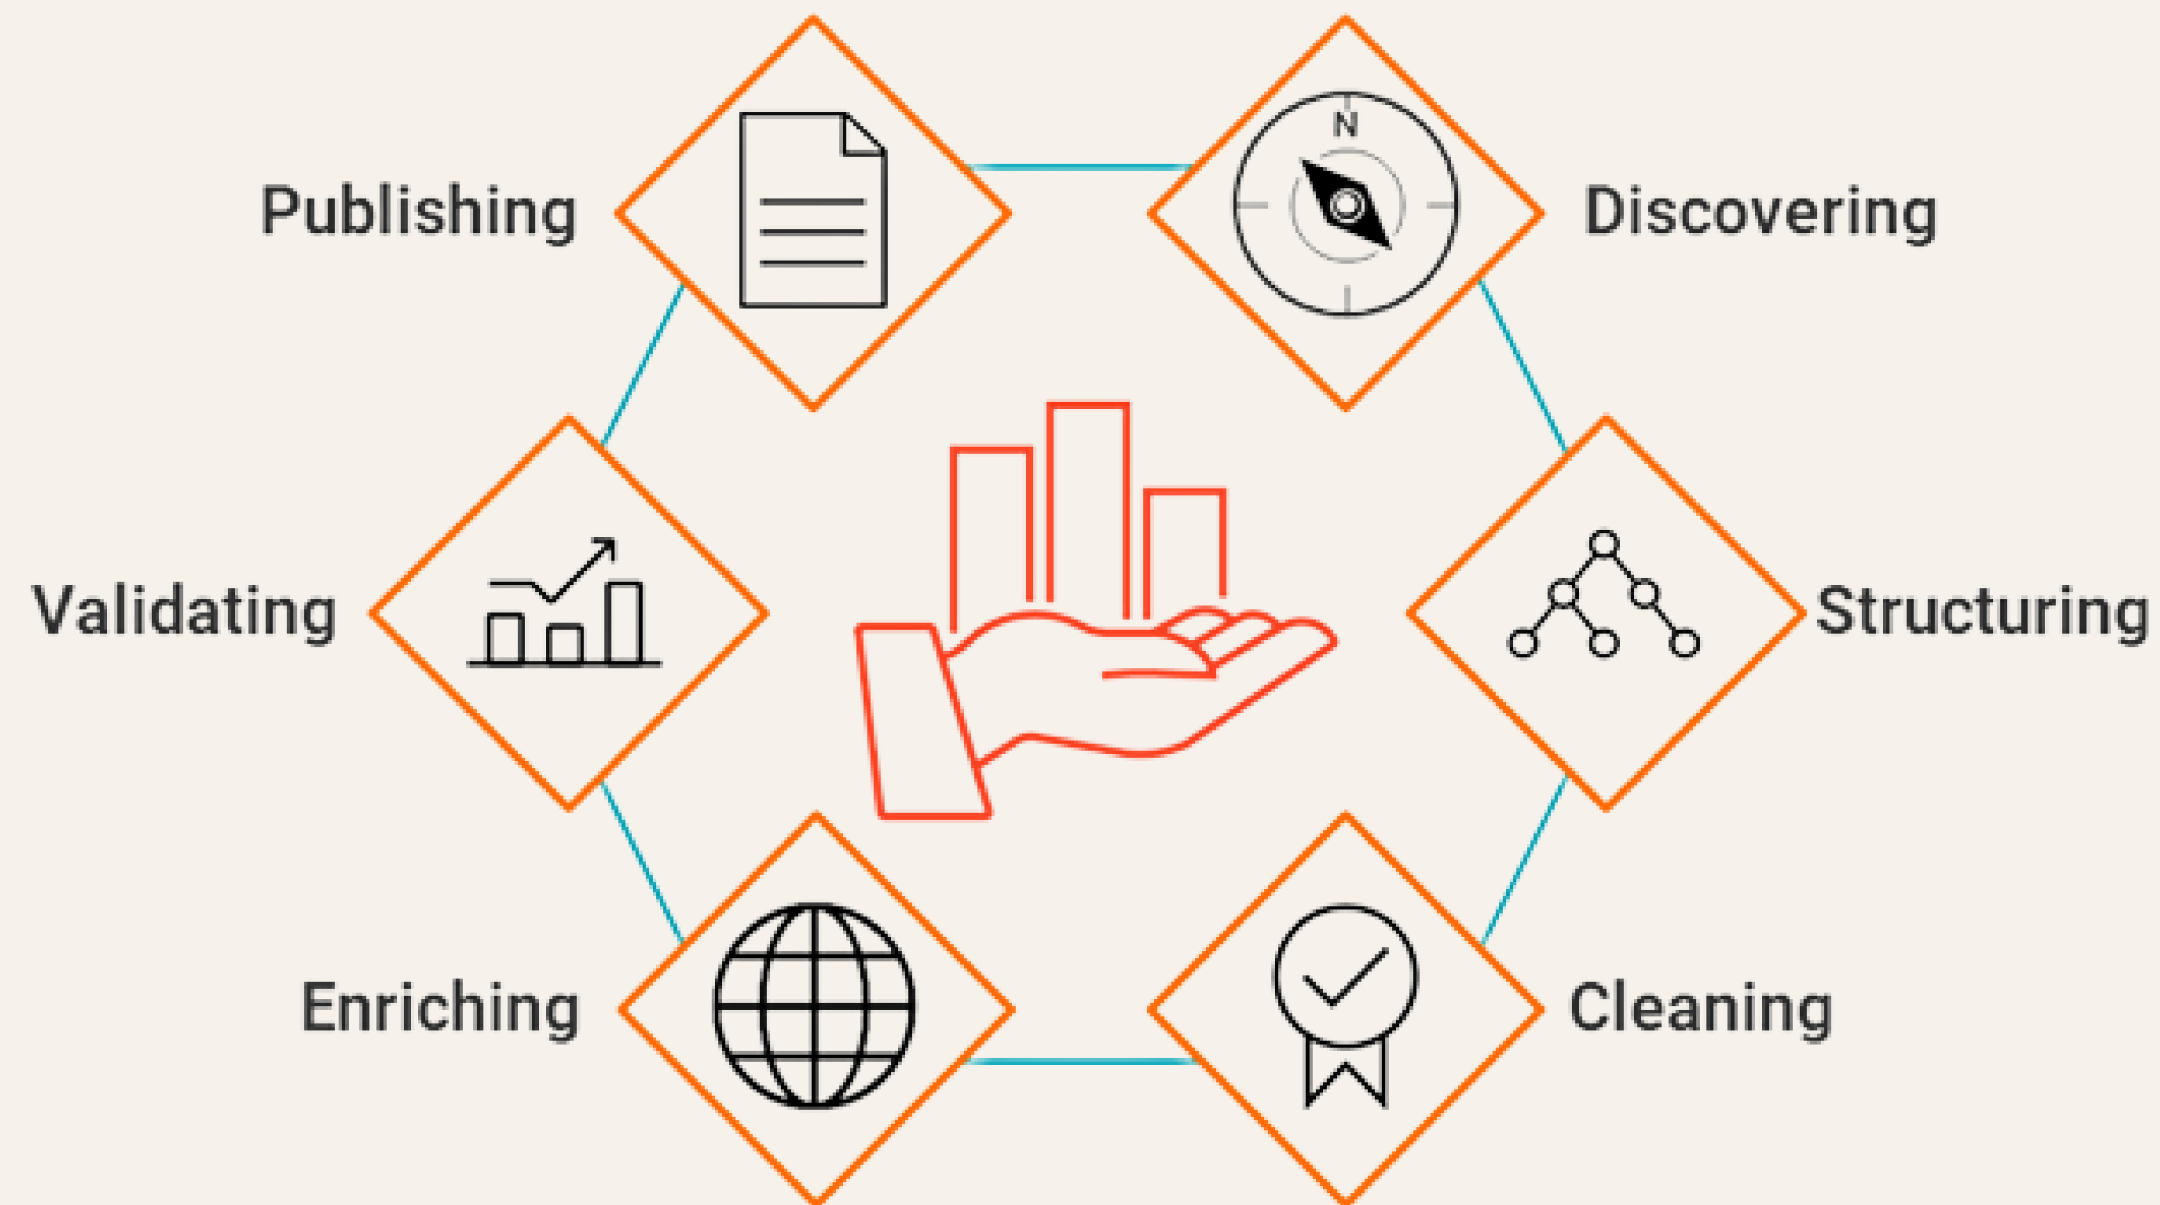 Publishing
N
Discovering
Validating
Structuring
Enriching
Cleaning